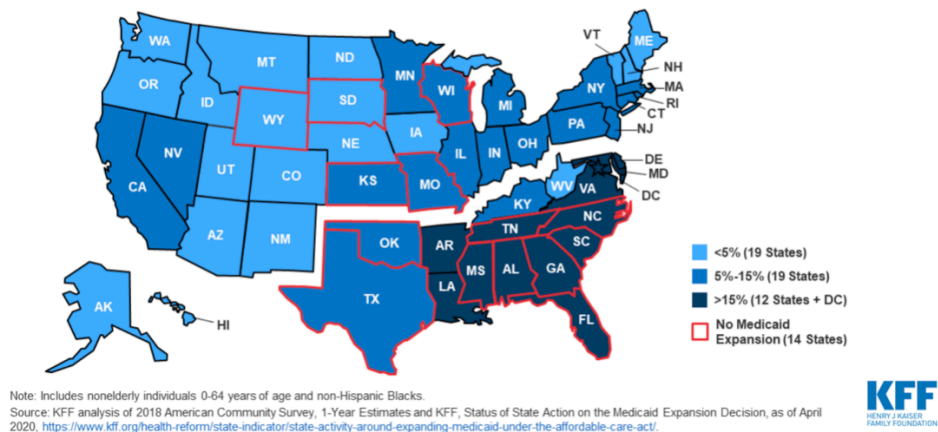 WA
MT
ND
MN
VT
ME
OR
ID
WY
SD
WI
MI
NY
NH
MA
RI
CT
NJ
NV
UT
CO
NE
IA
IL
IN
OH
PA
CA
KS
MO
KY
WV
VA
DE
MD
DC
AZ
NM
OK
AR
TN
NC
SC
TX
LA
MS
AL
GA
FL
AK
HI
<5% (19 States)
5%-15% (19 States)
>15% (12 States + DC)
No Medicaid
Expansion (14 States)
Note: Includes nonelderly individuals 0-64 years of age and non-Hispanic Blacks.
Source: KFF analysis of 2018 American Community Survey, 1-Year Estimates and KFF, Status of State Action on the Medicaid Expansion Decision, as of April
2020, https://www.kff.org/health-reform/state-indicator/state-activity-around-expanding-medicaid-under-the-affordable-care-act/.
KFF
HENRY J KAISER
FAMILY FOUNDATION